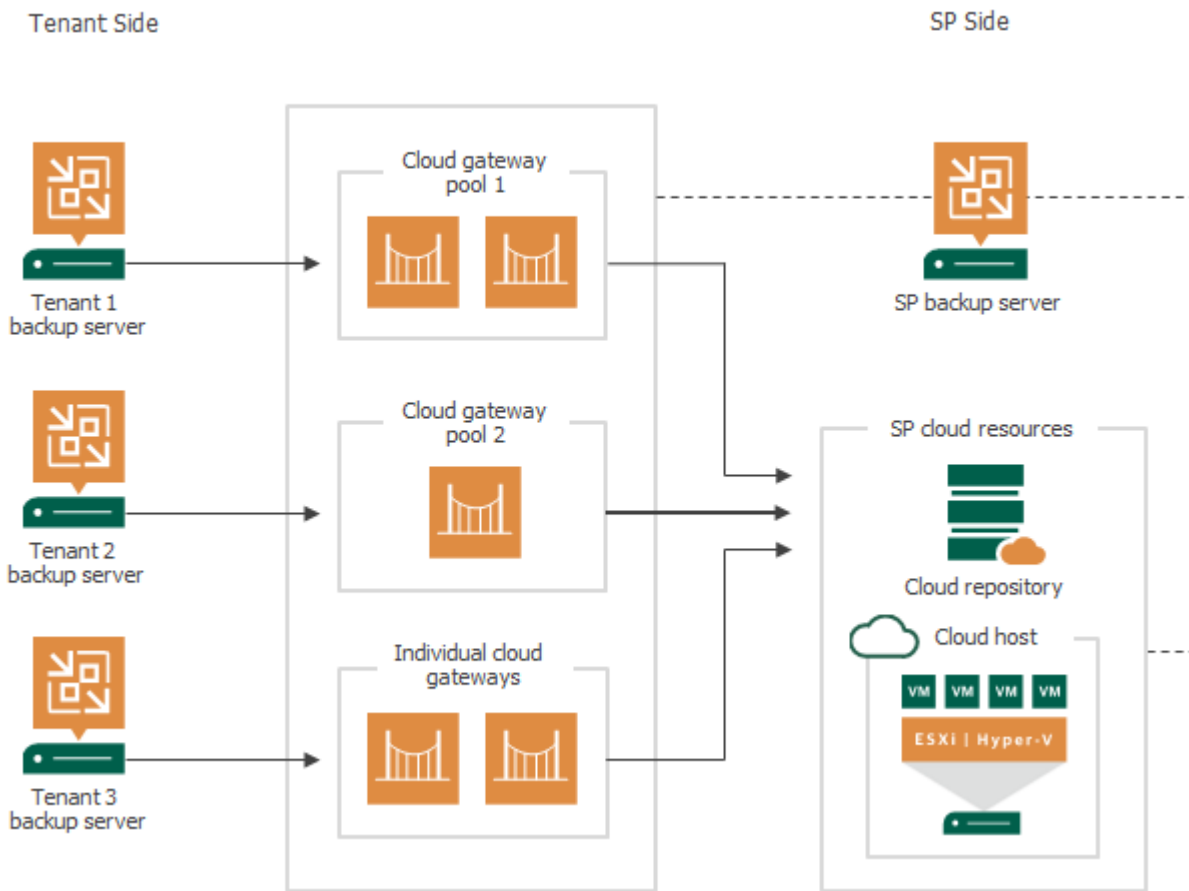 Tenant Side
SP Side
Cloud gateway
pool 1
Tenant 1
backup server
SP backup server
Cloud gateway
pool 2
Tenant 2
backup server
SP cloud resources
Cloud repository
Cloud host
VM VM VM VM
ESXi | Hyper-V
Individual cloud
gateways
Tenant 3
backup server